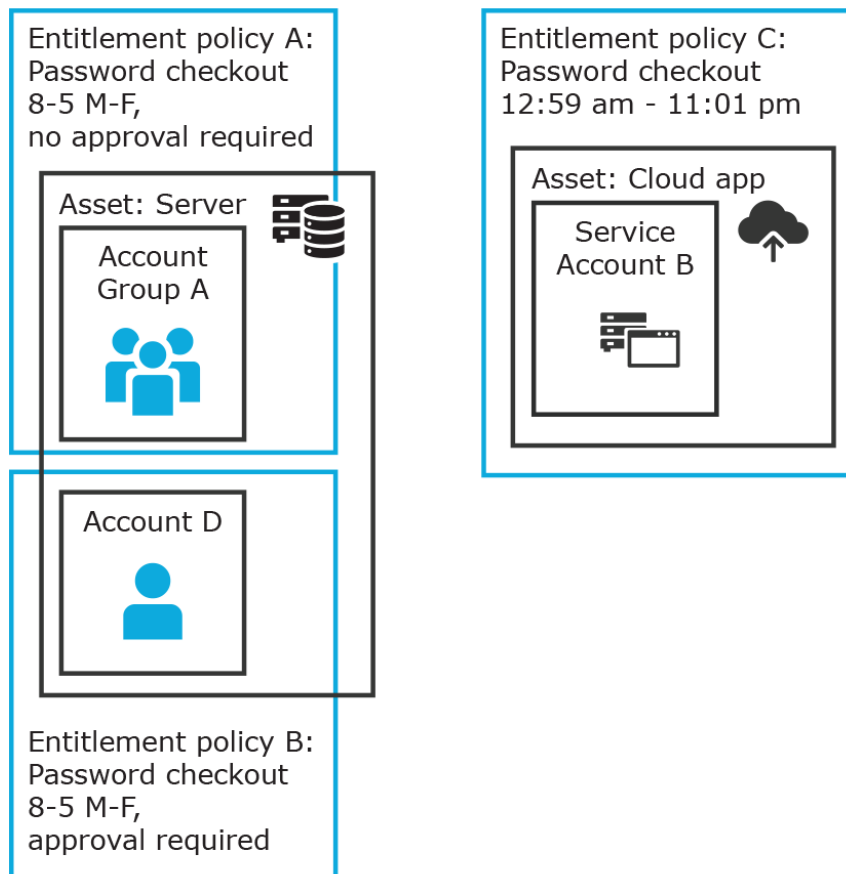 Entitlement policy A:
Password checkout
8-5 M-F,
no approval required
Asset: Server
Account
Group A
Account D
Entitlement policy B:
Password checkout
8-5 M-F,
approval required
Entitlement policy C:
Password checkout
12:59 am - 11:01 pm
Asset: Cloud app
Service
Account B